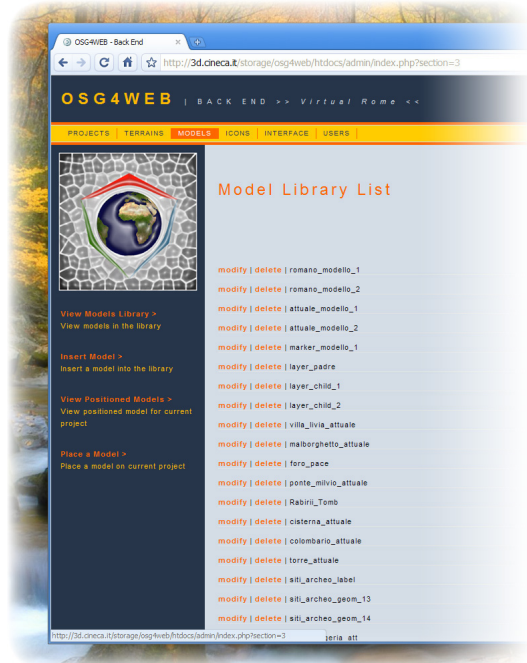 OSG4WEB - Back End
http://3d.cineca.it/storage/osg4web/htdocs/admin/index.php?section=3
OSG4WEB | BACK END >> Virtual Rome <<
PROJECTS | TERRAINS | MODELS | ICONS | INTERFACE | USERS |
Model Library List
modify | delete | romano_modello_1
modify | delete | romano_modello_2
modify | delete | attuale_modello_1
modify | delete | attuale_modello_2
modify | delete | marker_modello_1
modify | delete | layer_padre
modify | delete | layer_child_1
modify | delete | layer_child_2
modify | delete | villa_livia_attuale
modify | delete | malborghetto_attuale
modify | delete | foro_pace
modify | delete | ponte_milvio_attuale
modify | delete | Rabirii_Tomb
modify | delete | cisterna_attuale
modify | delete | colombario_attuale
modify | delete | torre_attuale
modify | delete | siti_archeo_label
modify | delete | siti_archeo_geom_13
modify | delete | siti_archeo_geom_14
View Models Library >
View models in the library
Insert Model >
Insert a model into the library
View Positioned Models >
View positioned model for current
project
Place a Model >
Place a model on current project
http://3d.cineca.it/storage/osg4web/htdocs/admin/index.php?section=3